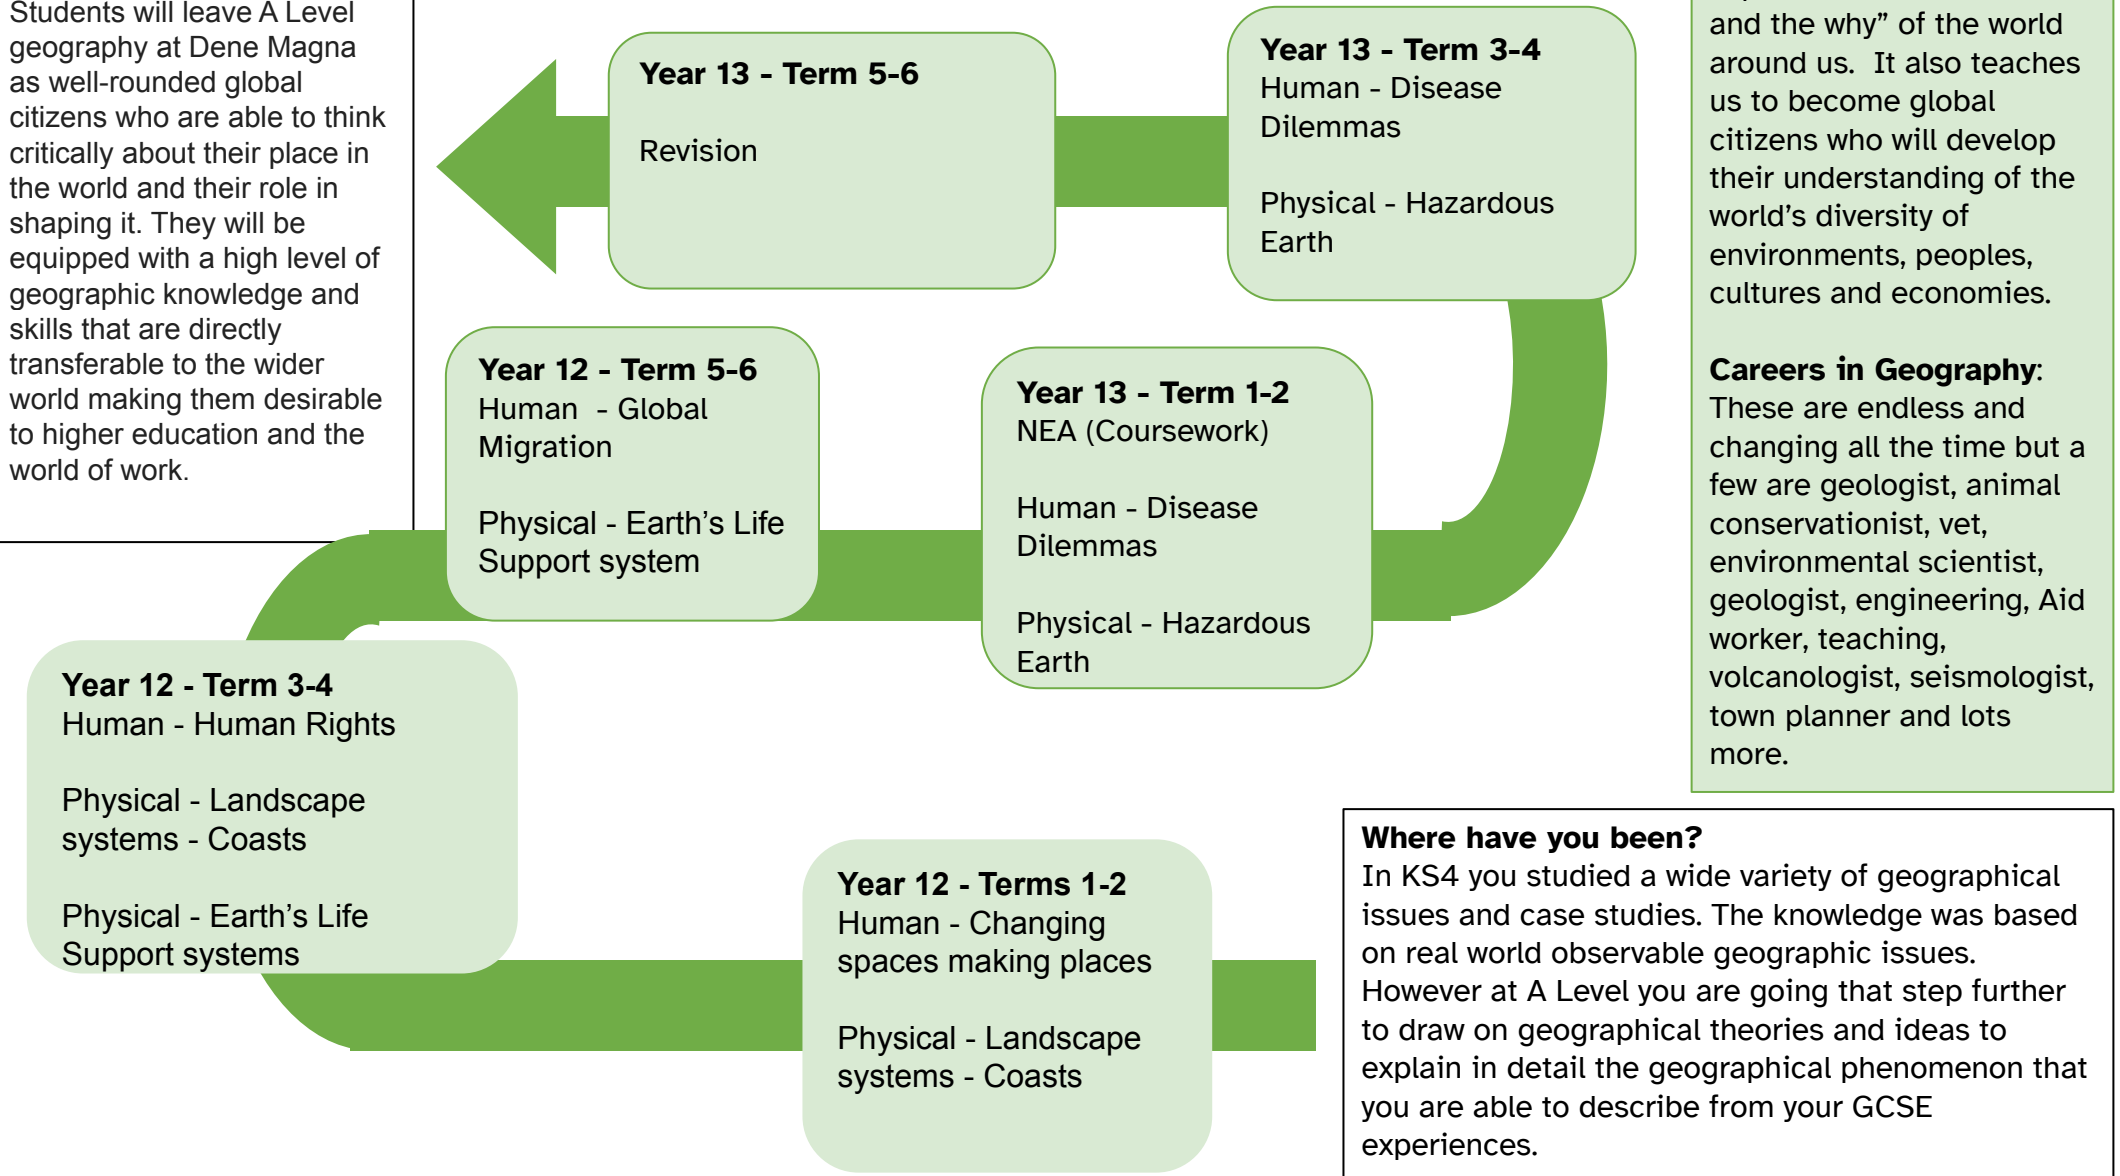 Students will leave A Level
geography at Dene Magna
as well-rounded global
citizens who are able to think
critically about their place in
the world and their role in
shaping it. They will be
equipped with a high level of
geographic knowledge and
skills that are directly
transferable to the wider
world making them desirable
to higher education and the
world of work.
Year 13 - Term 5-6
Revision
Year 13 - Term 3-4
Human - Disease
Dilemmas
Physical - Hazardous
Earth
and the why” of the world
around us.  It also teaches
us to become global
citizens who will develop
their understanding of the
world’s diversity of
environments, peoples,
cultures and economies.
Careers in Geography:
These are endless and
changing all the time but a
few are geologist, animal
conservationist, vet,
environmental scientist,
geologist, engineering, Aid
worker, teaching,
volcanologist, seismologist,
town planner and lots
more.
Year 12 - Term 5-6
Human  - Global
Migration
Physical - Earth’s Life
Support system
Year 13 - Term 1-2
NEA (Coursework)
Human - Disease
Dilemmas
Physical - Hazardous
Earth
Year 12 - Term 3-4
Human - Human Rights
Physical - Landscape
systems - Coasts
Physical - Earth’s Life
Support systems
Year 12 - Terms 1-2
Human - Changing
spaces making places
Physical - Landscape
systems - Coasts
Where have you been?
In KS4 you studied a wide variety of geographical
issues and case studies. The knowledge was based
on real world observable geographic issues.
However at A Level you are going that step further
to draw on geographical theories and ideas to
explain in detail the geographical phenomenon that
you are able to describe from your GCSE
experiences.